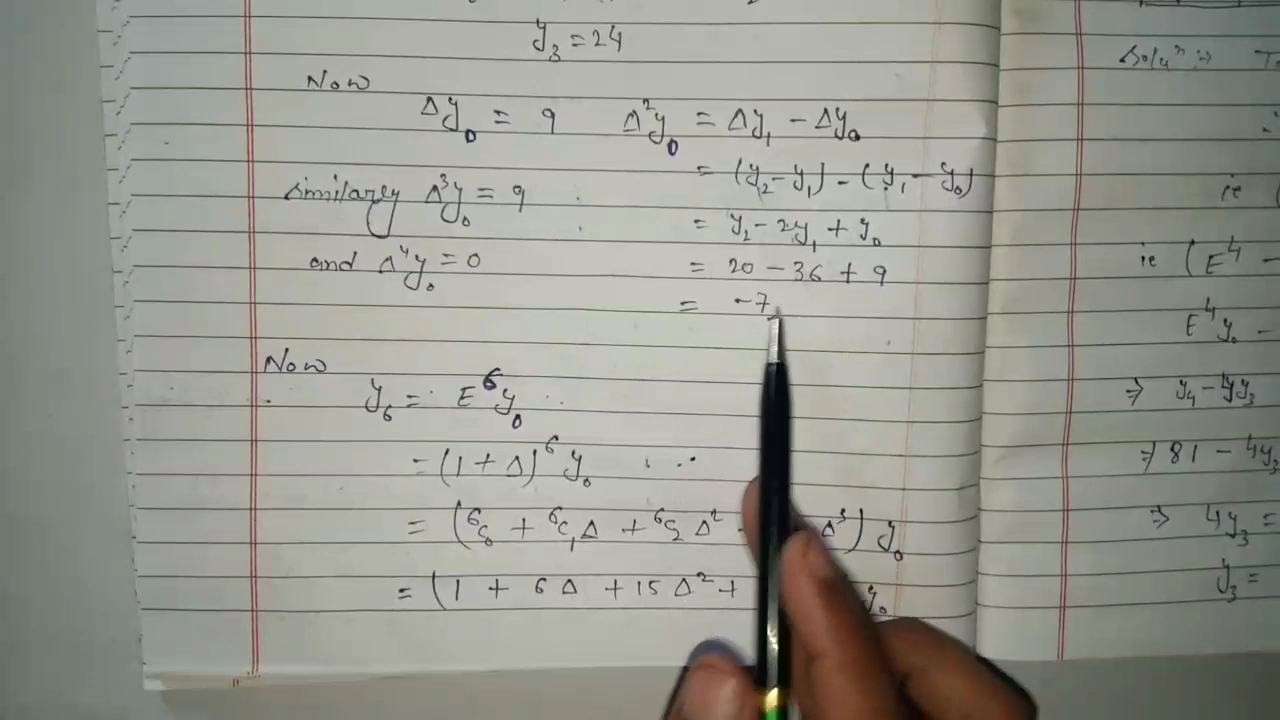 y₃ = 24
Now
Δy₀ = 9 Δ²y₀ = Δy₁ - Δy₀
= (y₂ - y₁) - (y₁ - y₀)
Similarly Δ³y₀ = 9
= y₂ - 2y₁ + y₀
and Δ⁴y₀ = 0
= 20 - 36 + 9
= -7
Now
y₆ = E⁶y₀
= (1 + Δ)⁶ y₀
= (⁶C₀ + ⁶C₁Δ + ⁶C₂Δ² Δ³) y₀
= (1 + 6Δ + 15Δ² + y₀
Soluⁿ :→
ie (
ie (E⁴ -
E⁴y₀ -
⇒ y₄ - 4y₃
⇒ 81 - 4y₃
⇒ 4y₃ =
y₃ =